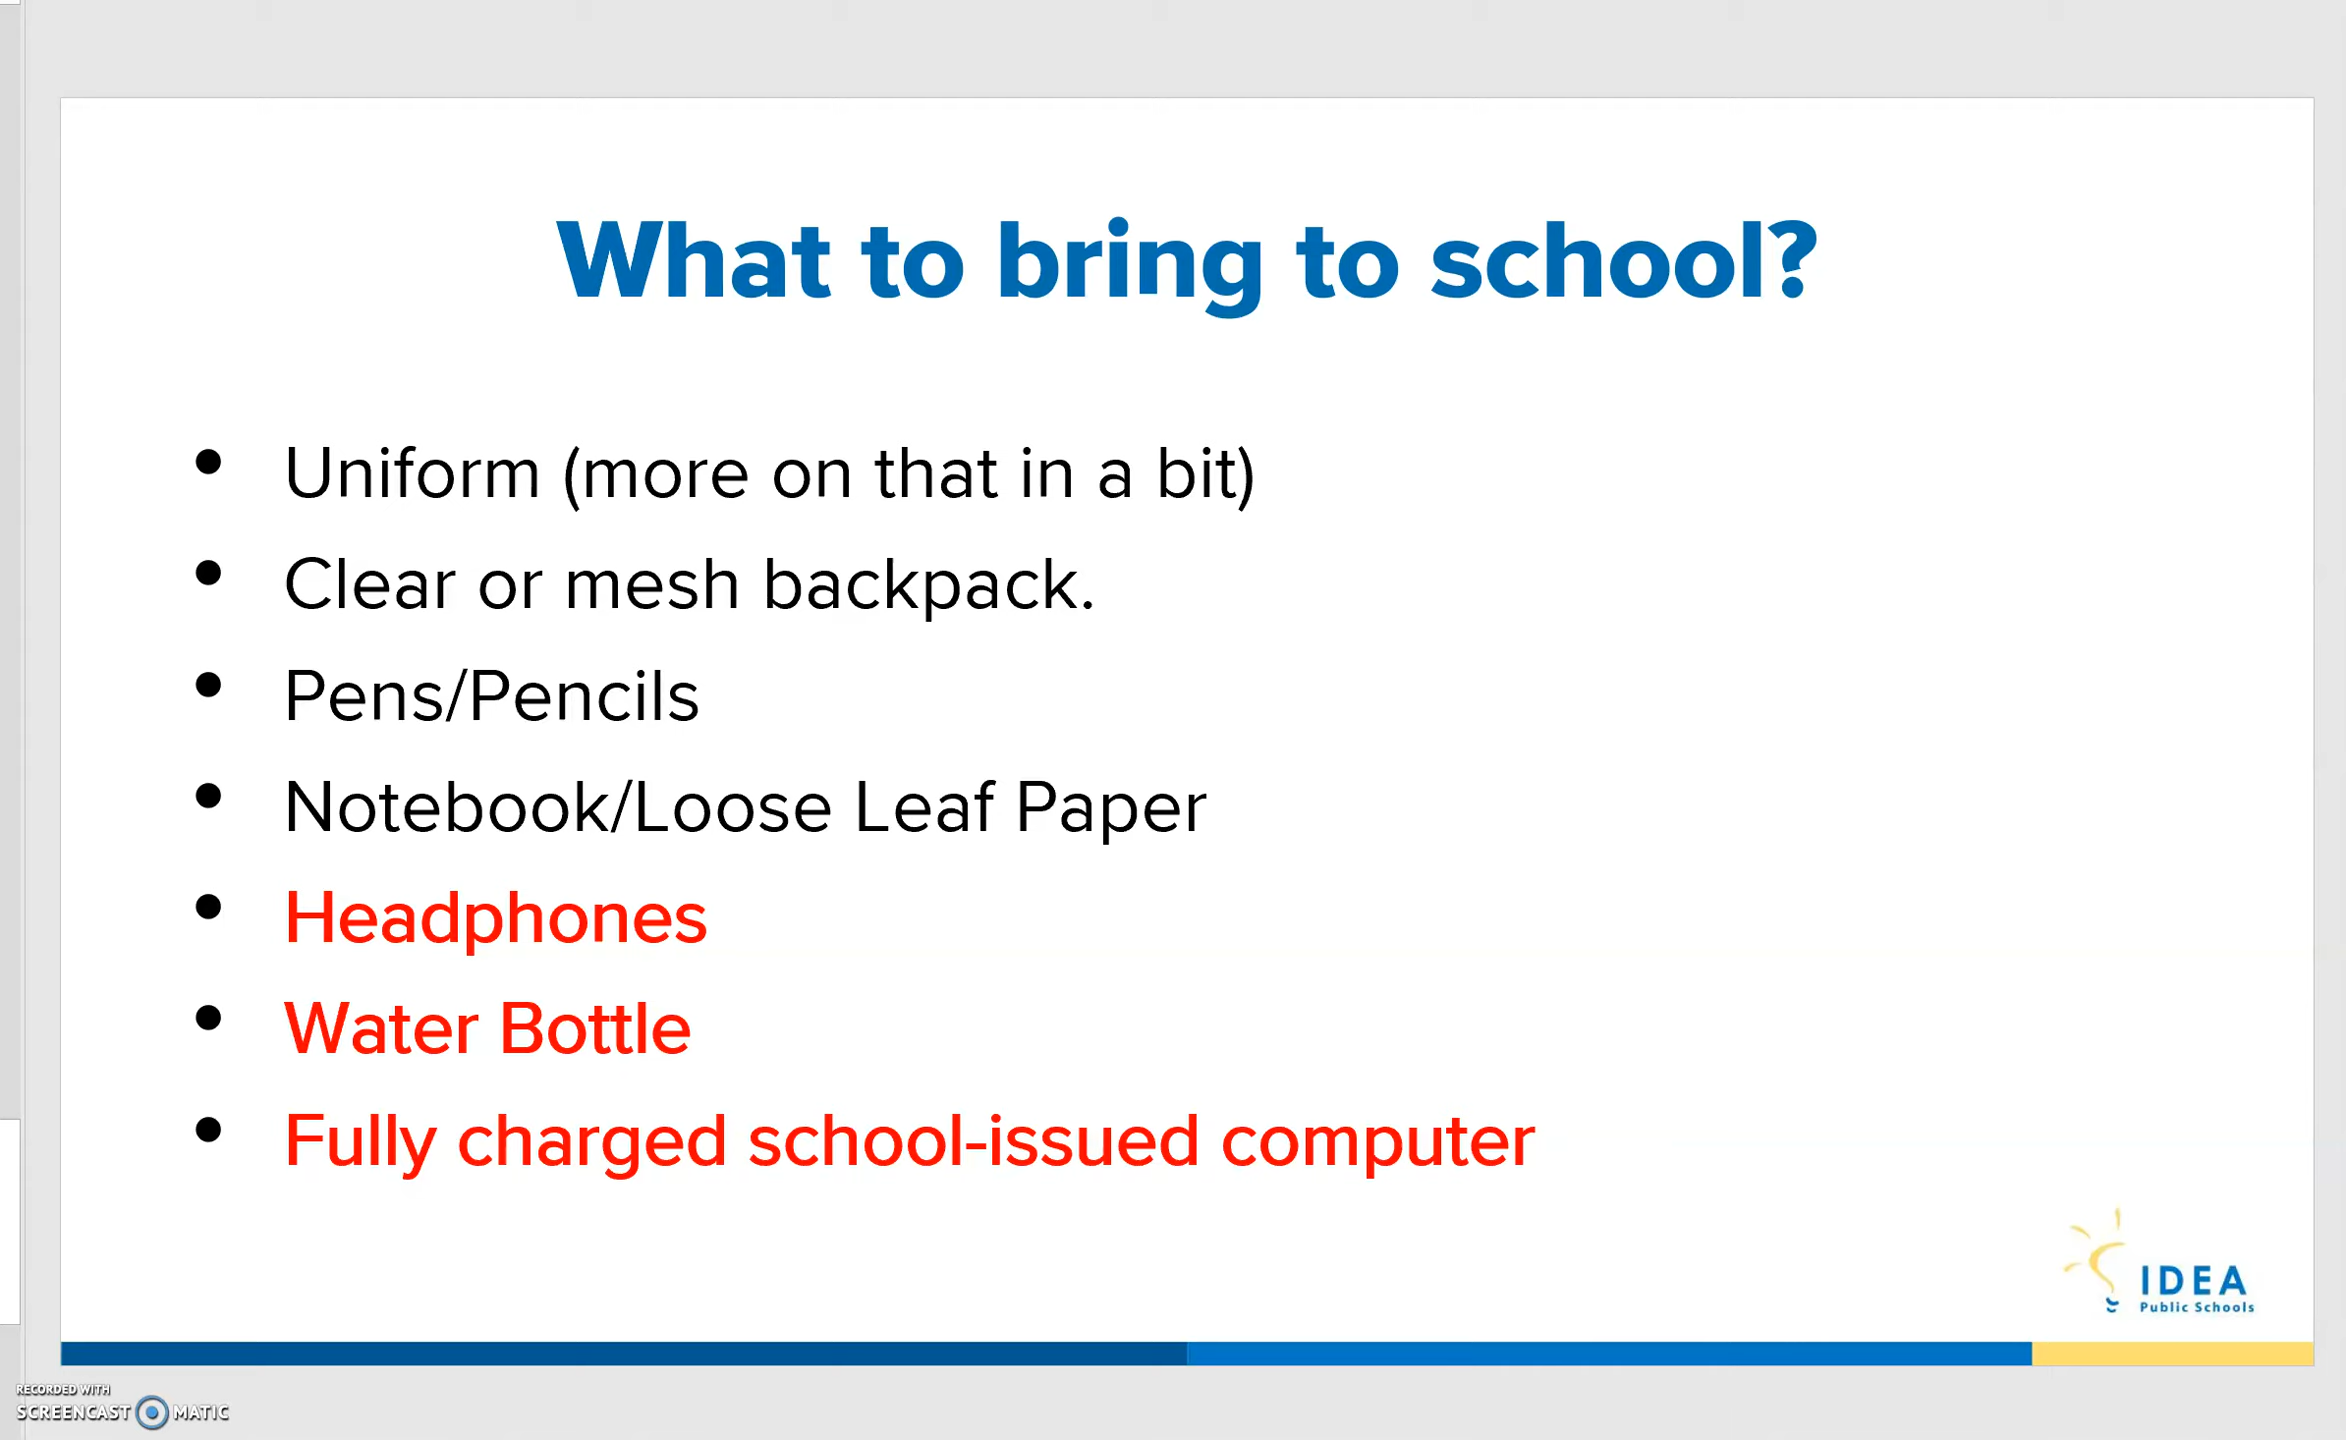 What to bring to school?
• Uniform (more on that in a bit)
• Clear or mesh backpack.
• Pens/Pencils
• Notebook/Loose Leaf Paper
• Headphones
• Water Bottle
• Fully charged school-issued computer
IDEA
Public Schools
RECORDED WITH
SCREENCAST MATIC